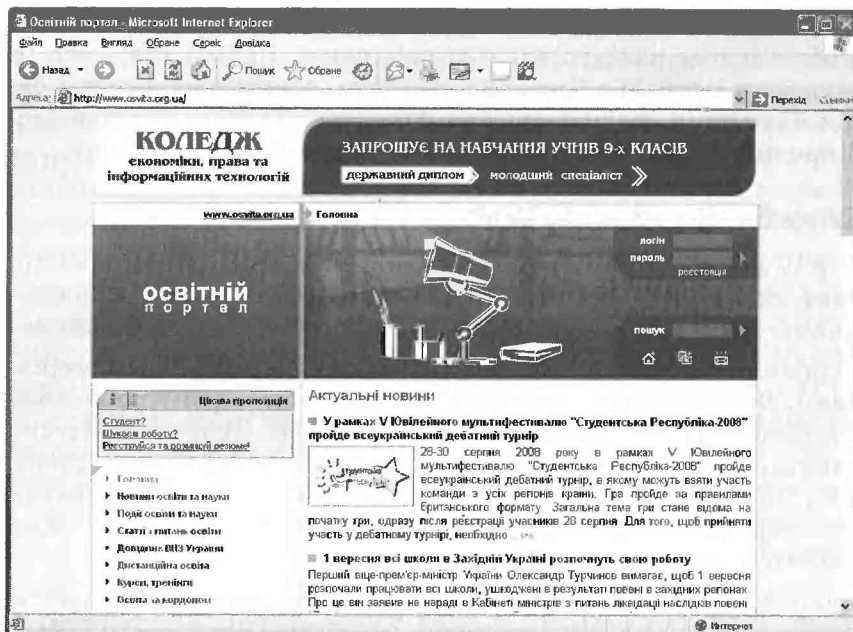 Освітній портал - Microsoft Internet Explorer
Файл Правка Вигляд Обране Сервіс Довідка
Назад Пошук Обране
Адреса: http://www.osvita.org.ua/ Перехід
КОЛЕДЖ
економіки, права та
інформаційних технологій
ЗАПРОШУЄ НА НАВЧАННЯ УЧНІВ 9-х КЛАСІВ
державний диплом молодший спеціаліст
www.osvita.org.ua Головна
освітній
портал
логін
пароль
реєстрація
пошук
Цікава пропозиція
Студент?
Шукаєш роботу?
Реєструйся та розміщуй резюме!
Головна
Новини освіти та науки
Події освіти та науки
Статті з питань освіти
Довідник ВНЗ України
Дистанційна освіта
Курси, тренінги
Освіта за кордоном
Актуальні новини
У рамках V Ювілейного мультифестивалю "Студентська Республіка-2008"
пройде всеукраїнський дебатний турнір
28-30 серпня 2008 року в рамках V Ювілейного
мультифестивалю "Студентська Республіка-2008" пройде
всеукраїнський дебатний турнір, в якому можуть взяти участь
команди з усіх регіонів країни. Гра пройде за правилами
Британського формату. Загальна тема гри стане відома на
початку гри, одразу після реєстрації учасників 28 серпня. Для того, щоб прийняти
участь у дебатному турнірі, необхідно
1 вересня всі школи в Західній Україні розпочнуть свою роботу
Перший віце-прем'єр-міністр України Олександр Турчинов вимагає, щоб 1 вересня
розпочали працювати всі школи, ушкоджені в результаті повені в західних регіонах.
Про це він заявив на нараді в Кабінеті міністрів з питань ліквідації наслідків повені
Интернет